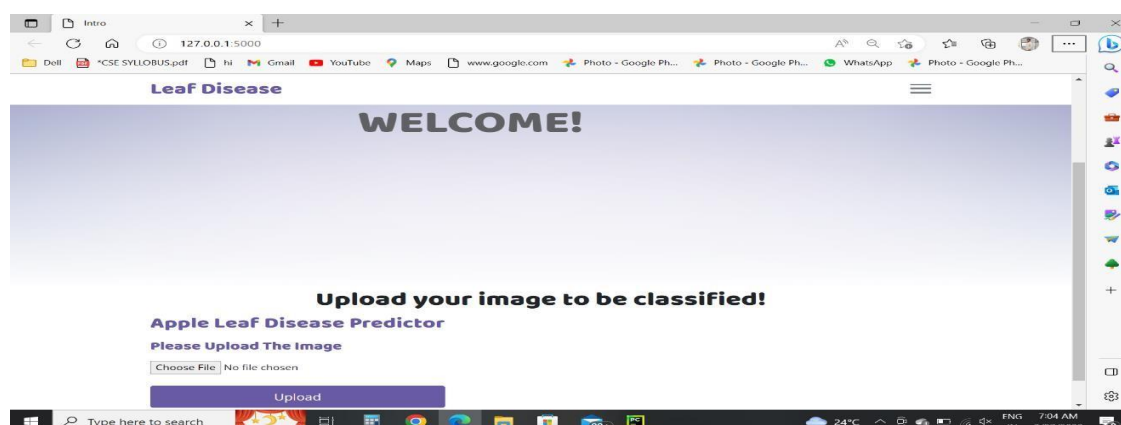 Intro
127.0.0.1:5000
Dell *CSE SYLLOBUS.pdf hi Gmail YouTube Maps www.google.com Photo - Google Ph... Photo - Google Ph... WhatsApp Photo - Google Ph...
Leaf Disease
WELCOME!
Upload your image to be classified!
Apple Leaf Disease Predictor
Please Upload The Image
Choose File No file chosen
Upload
Type here to search 24°C ENG 7:04 AM